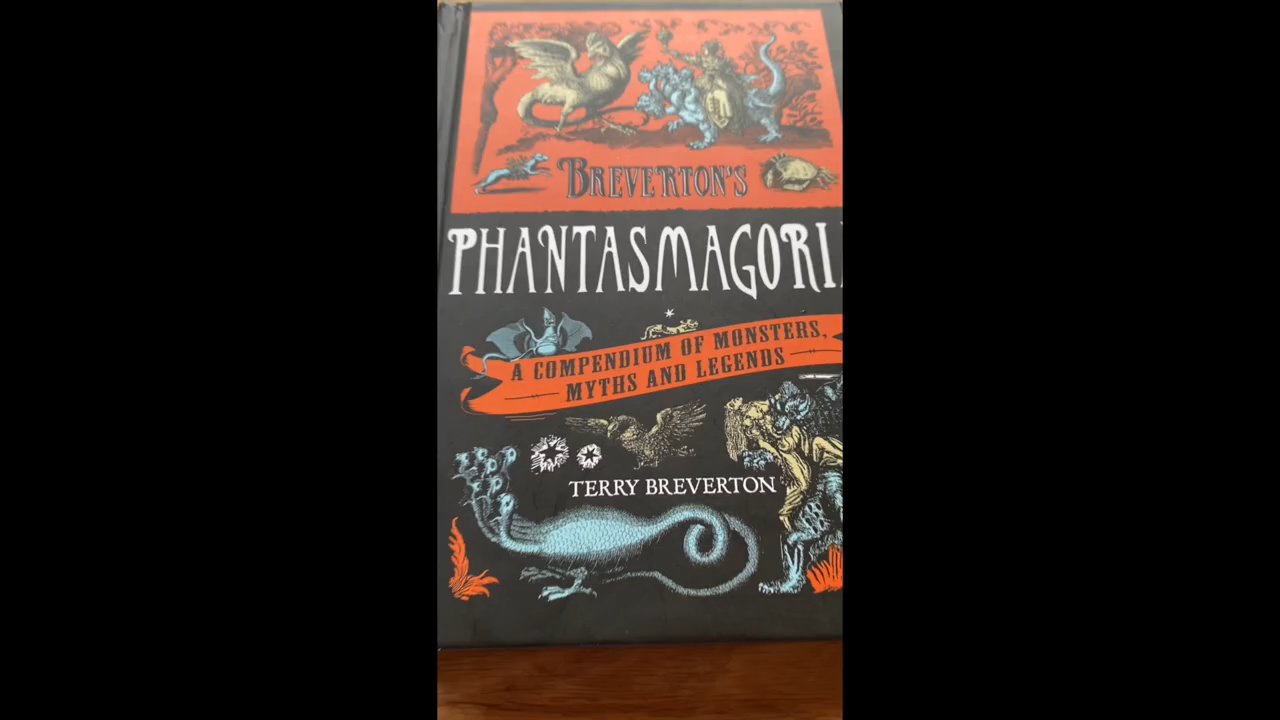 BREVERTON'S
PHANTASMAGORI
A COMPENDIUM OF MONSTERS,
MYTHS AND LEGENDS
TERRY BREVERTON